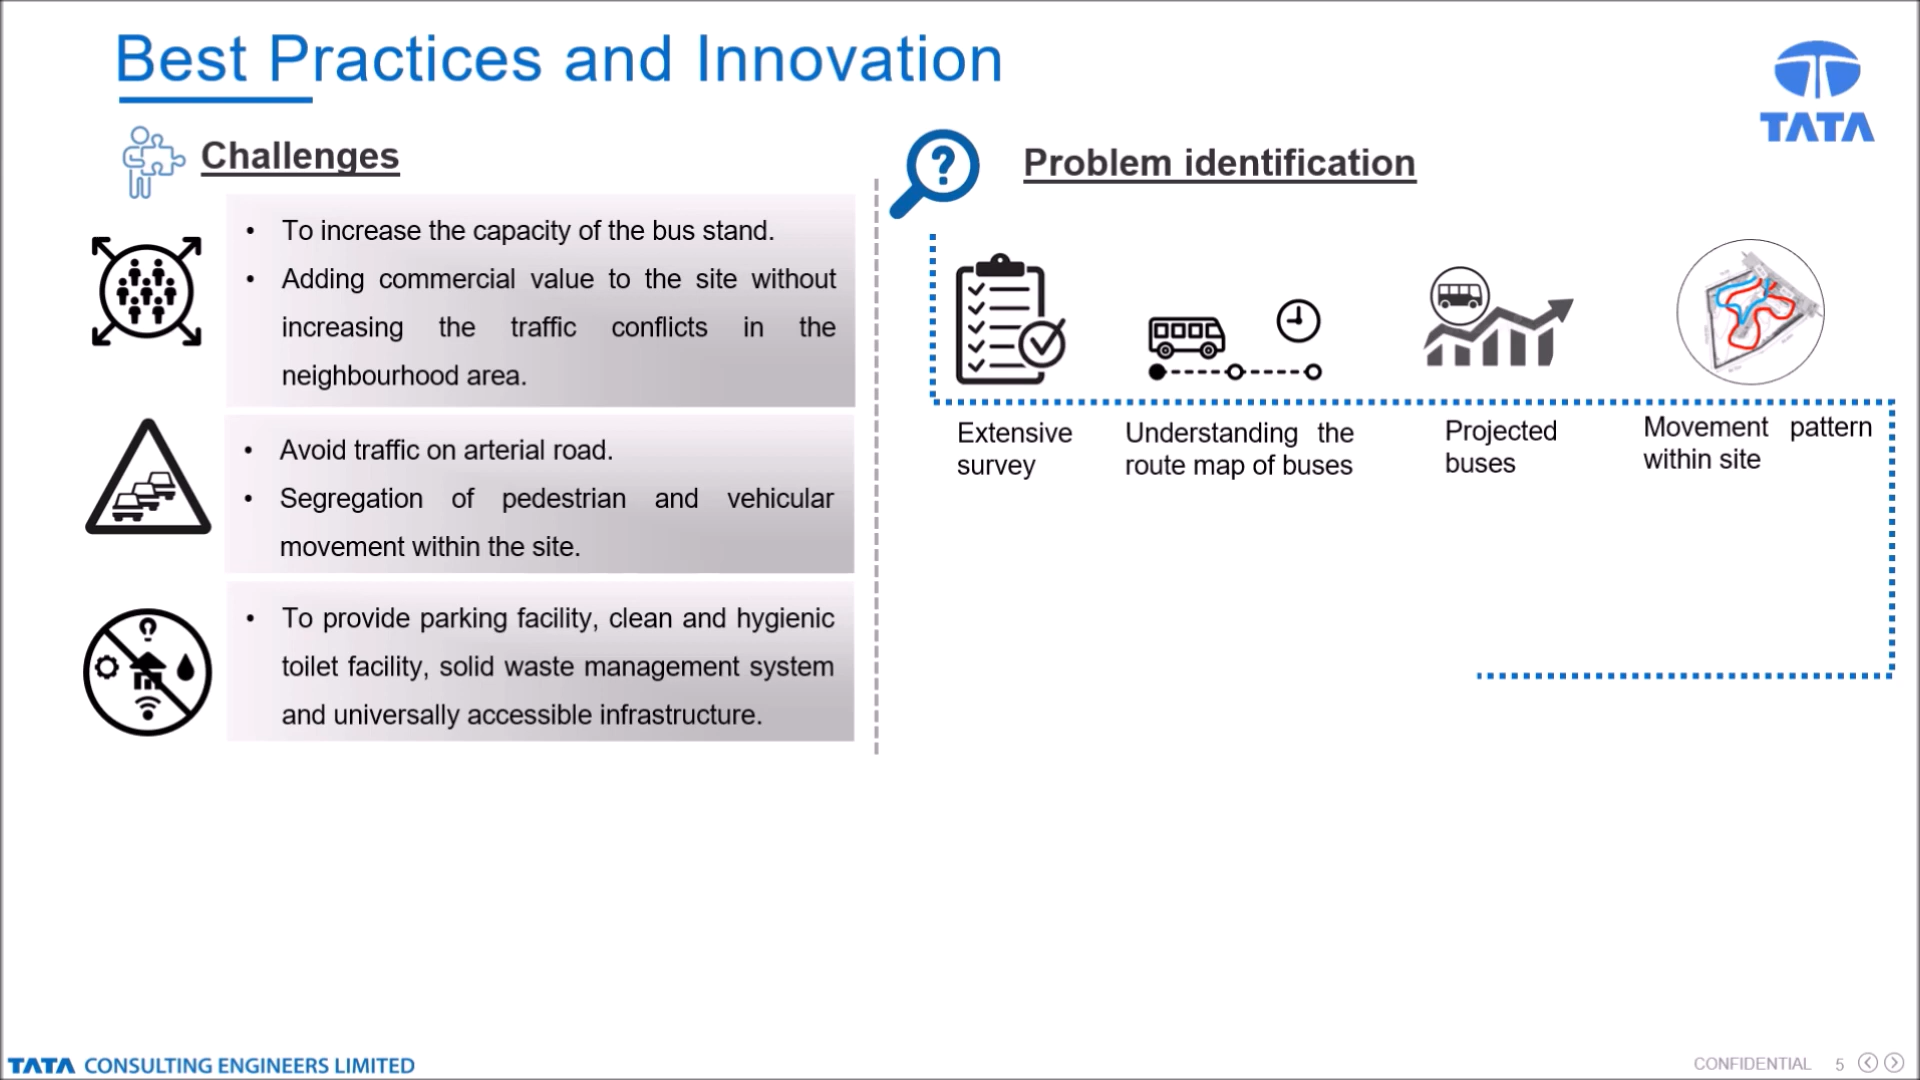 Best Practices and Innovation
TATA
Challenges
• To increase the capacity of the bus stand.
• Adding commercial value to the site without
increasing the traffic conflicts in the
neighbourhood area.
• Avoid traffic on arterial road.
• Segregation of pedestrian and vehicular
movement within the site.
• To provide parking facility, clean and hygienic
toilet facility, solid waste management system
and universally accessible infrastructure.
?
Problem identification
Extensive
survey
Understanding the
route map of buses
Projected
buses
Movement pattern
within site
TATA CONSULTING ENGINEERS LIMITED
CONFIDENTIAL 5